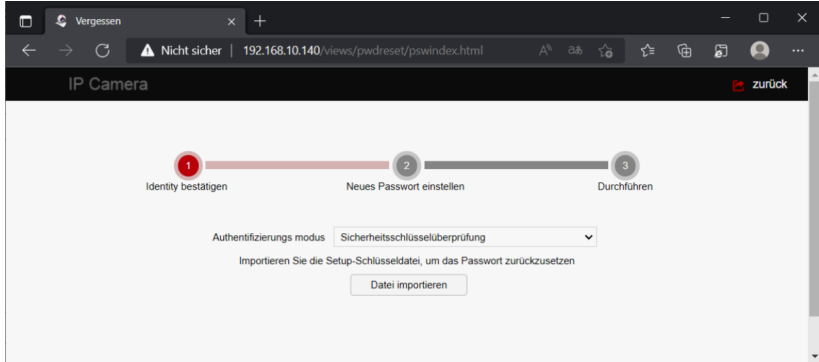 Vergessen
Nicht sicher | 192.168.10.140/views/pwdreset/pswindex.html
IP Camera
zurück
1 2 3
Identity bestätigen Neues Passwort einstellen Durchführen
Authentifizierungs modus Sicherheitsschlüsselüberprüfung
Importieren Sie die Setup-Schlüsseldatei, um das Passwort zurückzusetzen
Datei importieren